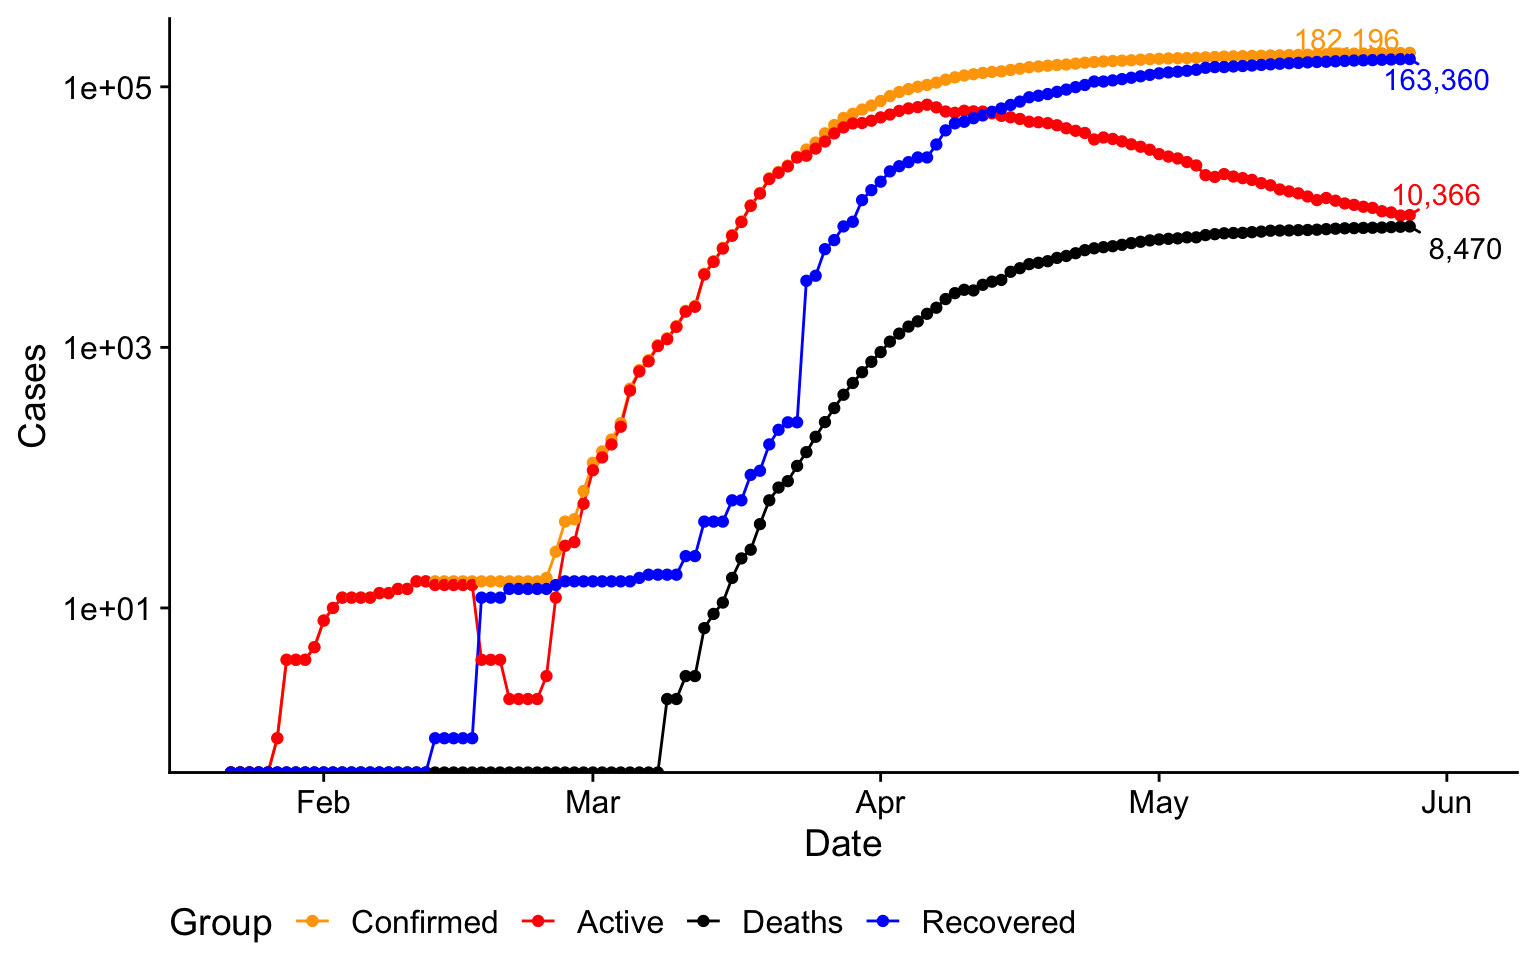 182,196
1e+05
163,360
10,366
8,470
1e+03
Cases
1e+01
Feb Mar Apr May Jun
Date
Group Confirmed Active Deaths Recovered